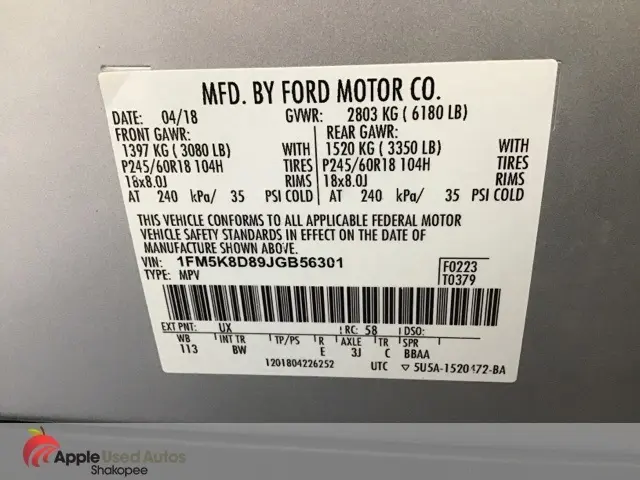 MFD. BY FORD MOTOR CO.
DATE: 04/18 GVWR: 2803 KG ( 6180 LB)
FRONT GAWR: REAR GAWR:
1397 KG ( 3080 LB) WITH 1520 KG ( 3350 LB) WITH
P245/60R18 104H TIRES P245/60R18 104H TIRES
18x8.0J RIMS 18x8.0J RIMS
AT 240 kPa/ 35 PSI COLD AT 240 kPa/ 35 PSI COLD
THIS VEHICLE CONFORMS TO ALL APPLICABLE FEDERAL MOTOR
VEHICLE SAFETY STANDARDS IN EFFECT ON THE DATE OF
MANUFACTURE SHOWN ABOVE.
VIN: 1FM5K8D89JGB56301 F0223
TYPE: MPV T0379
EXT PNT: UX RC: 58 DSO:
WB INT TR TP/PS R AXLE TR SPR
113 BW E 3J C BBAA
1201804226252 UTC ▽ 5U5A-1520472-BA
Apple Used Autos
Shakopee